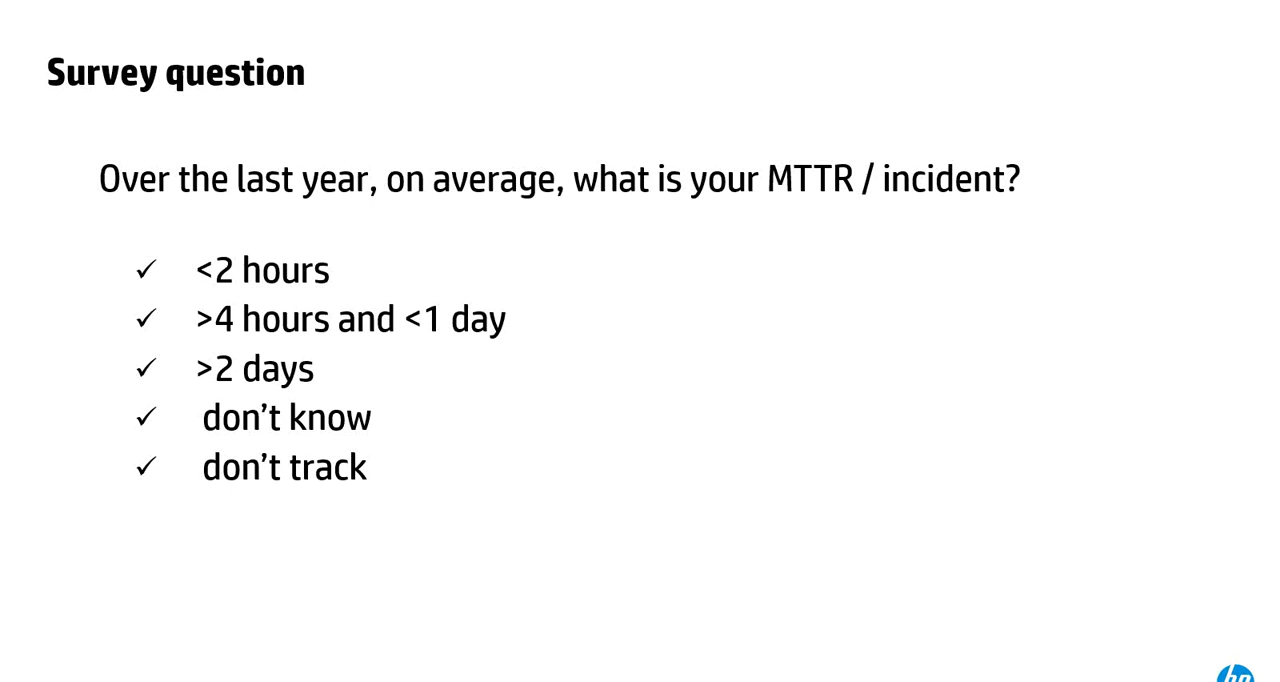 Survey question
Over the last year, on average, what is your MTTR / incident?
✓ <2 hours
✓ >4 hours and <1 day
✓ >2 days
✓ don’t know
✓ don’t track
hp